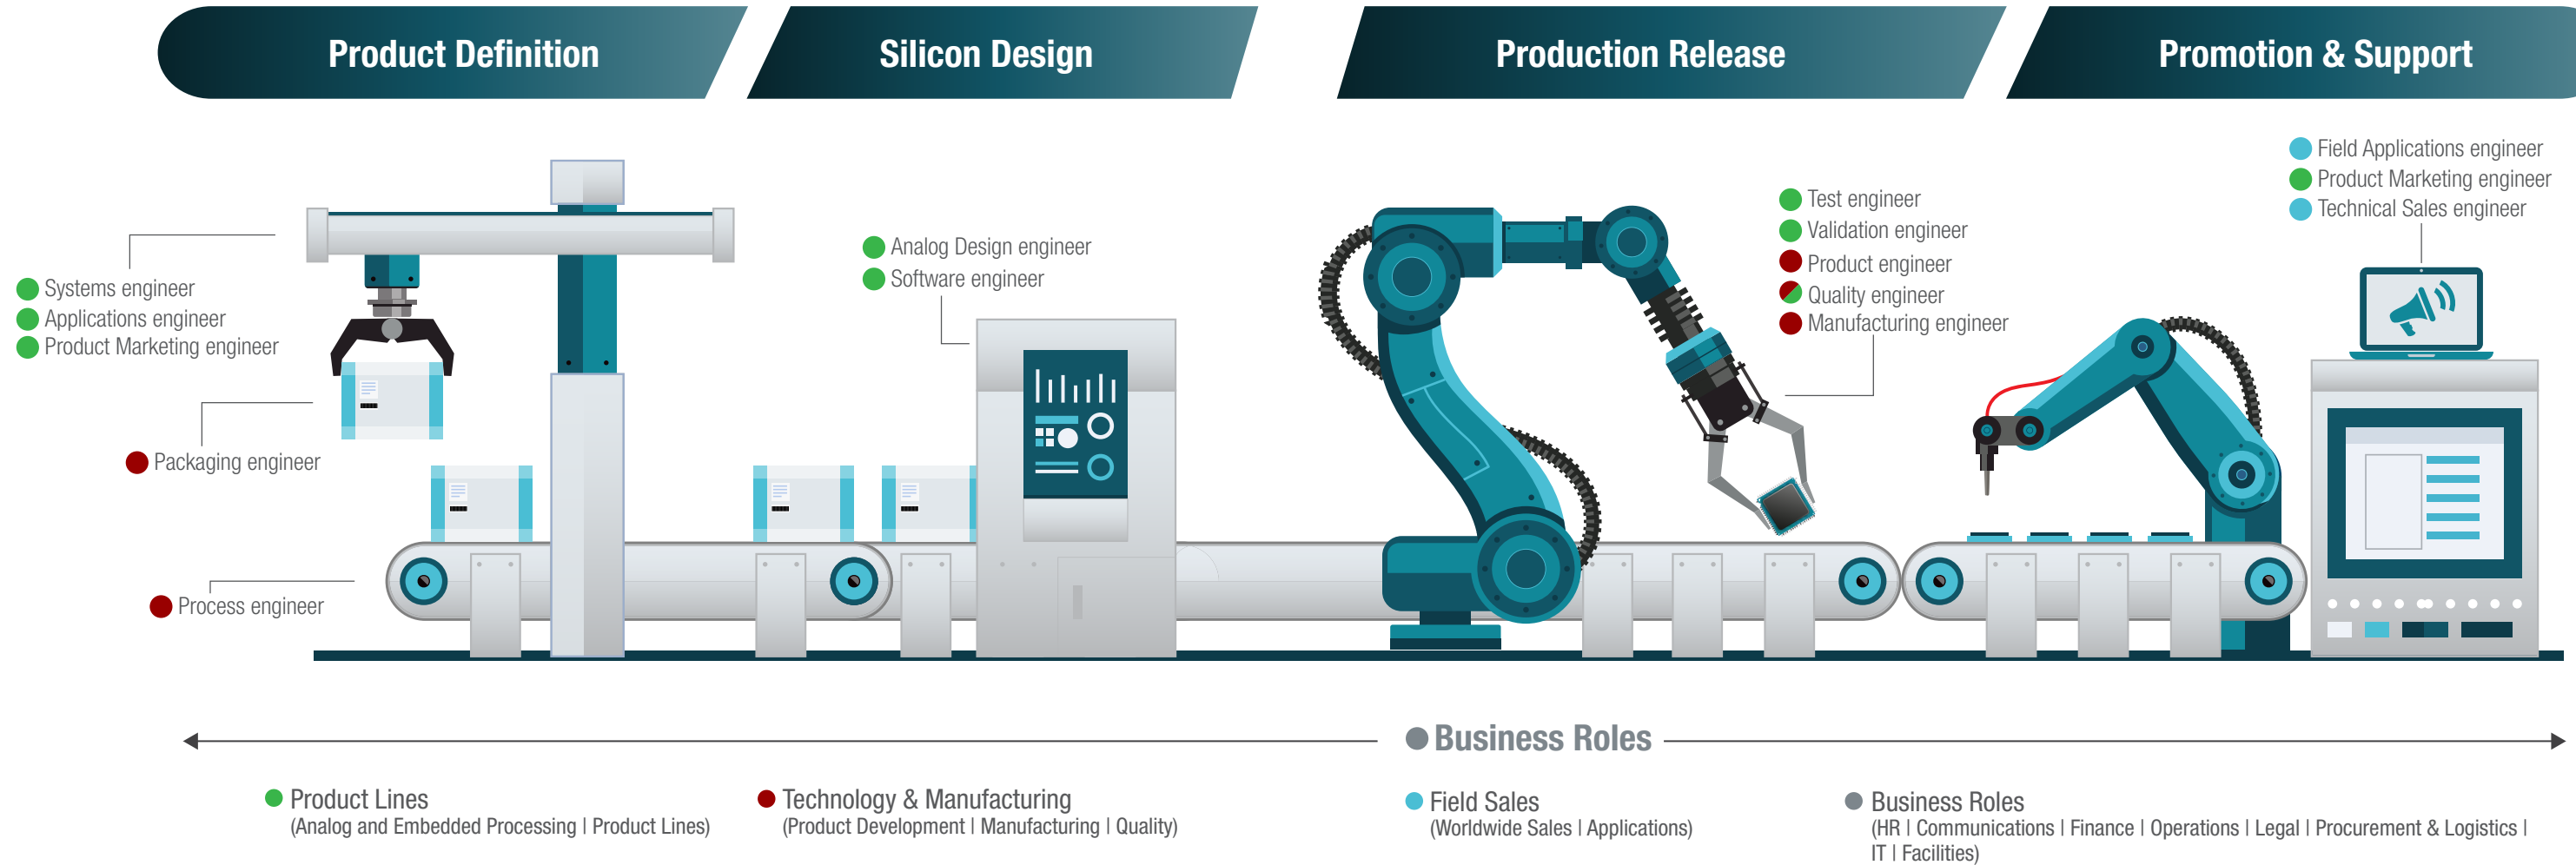 Product Definition
Silicon Design
Production Release
Promotion & Support
Systems engineer
Applications engineer
Product Marketing engineer
Packaging engineer
Process engineer
Analog Design engineer
Software engineer
Test engineer
Validation engineer
Product engineer
Quality engineer
Manufacturing engineer
Field Applications engineer
Product Marketing engineer
Technical Sales engineer
Business Roles
Product Lines
(Analog and Embedded Processing | Product Lines)
Technology & Manufacturing
(Product Development | Manufacturing | Quality)
Field Sales
(Worldwide Sales | Applications)
Business Roles
(HR | Communications | Finance | Operations | Legal | Procurement & Logistics |
IT | Facilities)